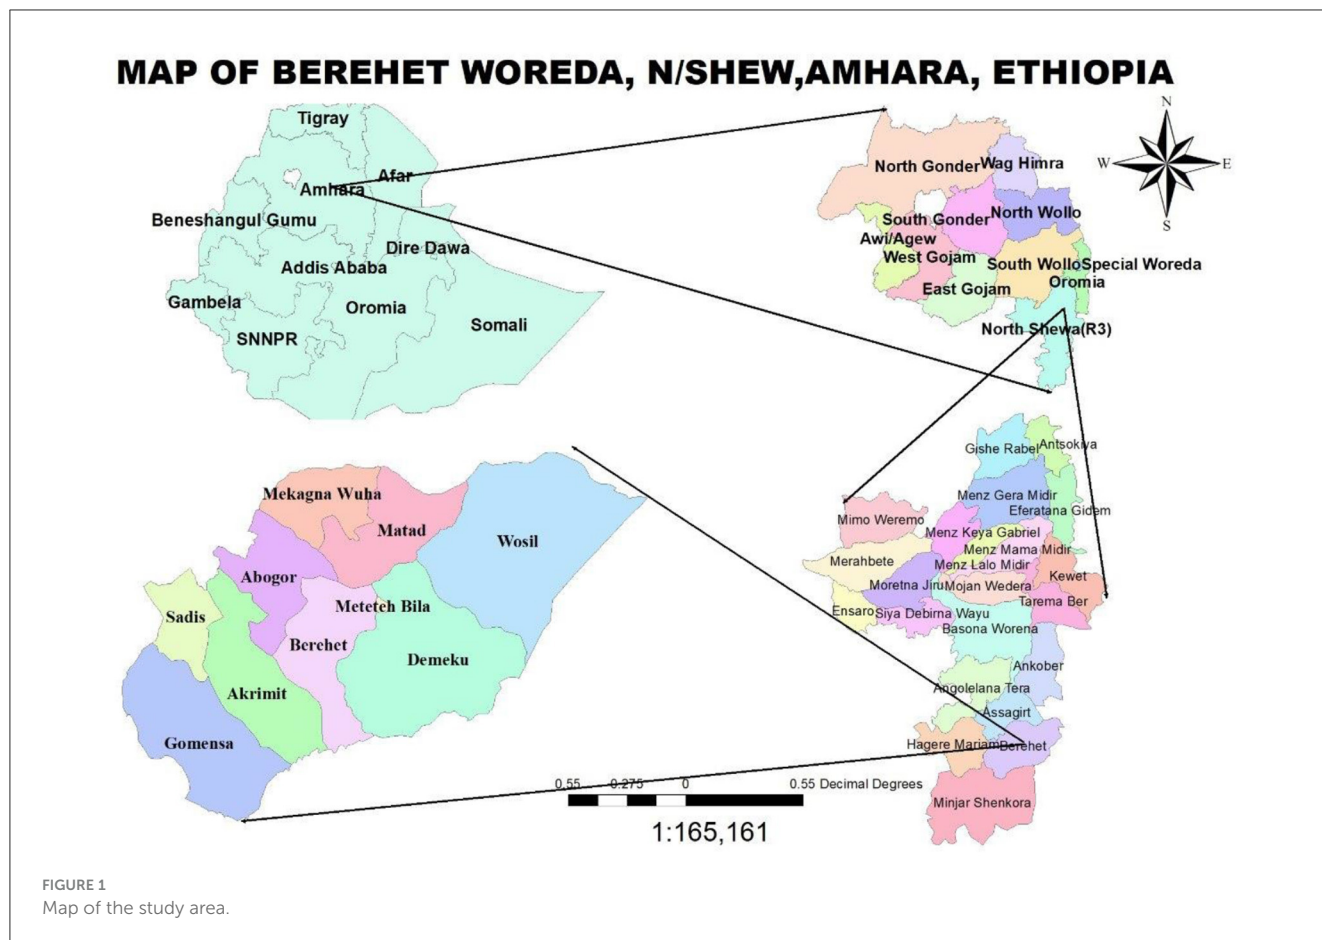 MAP OF BEREHET WOREDA, N/SHEW,AMHARA, ETHIOPIA
Tigray
Afar
Amhara
Beneshangul Gumu
Dire Dawa
Addis Ababa
Gambela
Oromia
Somali
SNNPR
N
W
E
S
North Gonder
Wag Himra
South Gonder
North Wollo
Awi/Agew
West Gojam
South Wollo
Special Woreda
Oromia
East Gojam
North Shewa(R3)
Gishe Rabel
Antsokiya
Menz Gera Midir
Eferatana Gidem
Mimo Weremo
Menz Keya Gabriel
Menz Mama Midir
Merahbete
Menz Lalo Midir
Kewet
Moretna Jiru
Mojan Wedera
Tarema Ber
Ensaro
Siya Debirna Wayu
Basona Worena
Ankober
Angolelana Tera
Assagirt
Hagere Mariam
Berehet
Minjar Shenkora
Mekagna Wuha
Matad
Wosil
Abogor
Sadis
Meteteh Bila
Berehet
Demeku
Akrimit
Gomensa
0.55 0.275 0 0.55 Decimal Degrees
1:165,161
FIGURE 1
Map of the study area.